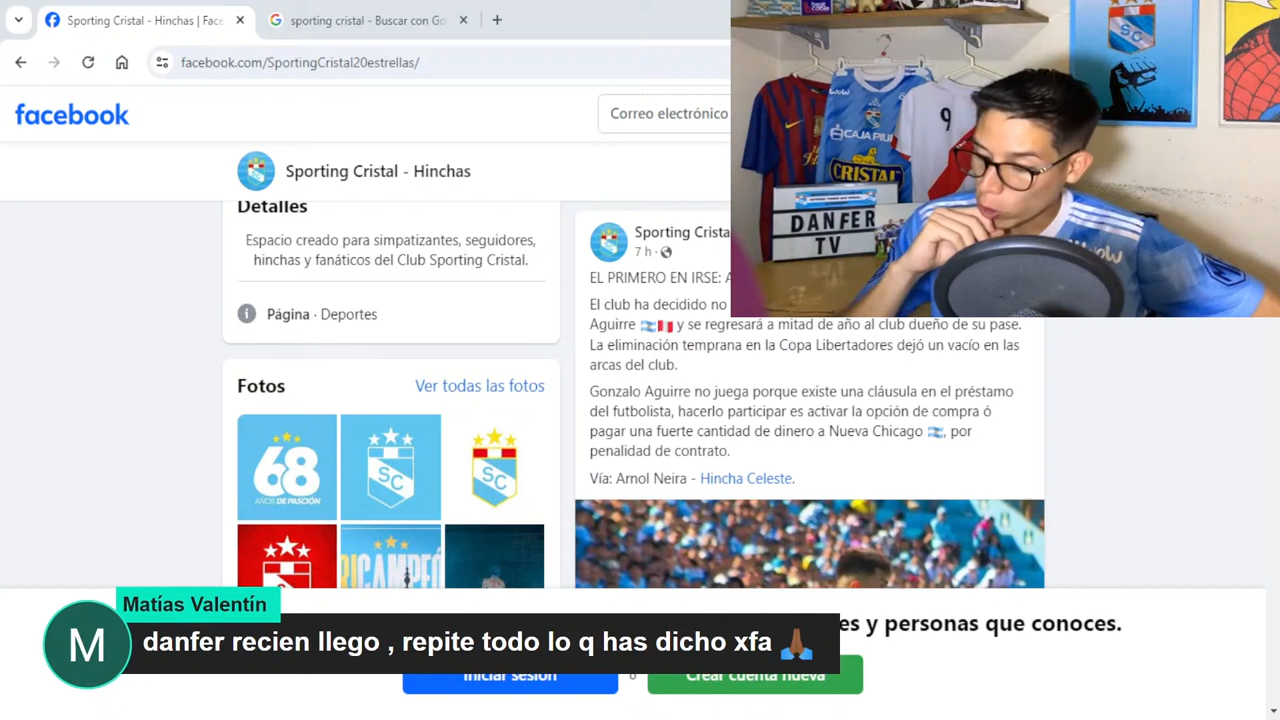 Sporting Cristal - Hinchas | Face
sporting cristal - Buscar con Go
facebook.com/SportingCristal20estrellas/
facebook
Correo electrónico
Sporting Cristal - Hinchas
Detalles
Espacio creado para simpatizantes, seguidores,
hinchas y fanáticos del Club Sporting Cristal.
Página · Deportes
Fotos
Ver todas las fotos
68
AÑOS DE PASIÓN
SC
SC
Sporting Crista
7 h ·
EL PRIMERO EN IRSE: A
El club ha decidido no
Aguirre 🇦🇷🇵🇪 y se regresará a mitad de año al club dueño de su pase.
La eliminación temprana en la Copa Libertadores dejó un vacío en las
arcas del club.
Gonzalo Aguirre no juega porque existe una cláusula en el préstamo
del futbolista, hacerlo participar es activar la opción de compra ó
pagar una fuerte cantidad de dinero a Nueva Chicago 🇦🇷, por
penalidad de contrato.
Vía: Arnol Neira - Hincha Celeste.
WOW
CAJA PIU
CRISTAL
9
DANFER
TV
SC
WOW
Matías Valentín
M
danfer recien llego , repite todo lo q has dicho xfa 🙏🏾
es y personas que conoces.
Iniciar sesión
o
Crear cuenta nueva